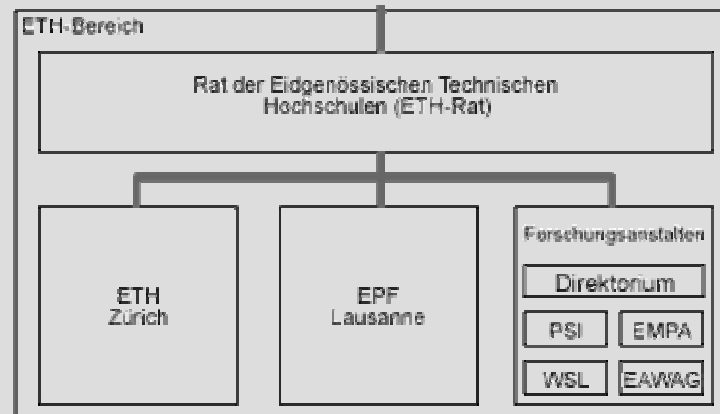 ETH-Bereich
Rat der Eidgenössischen Technischen
Hochschulen (ETH-Rat)
ETH
Zürich
EPF
Lausanne
Forschungsanstalten
Direktorium
PSI
EMPA
WSL
EAWAG